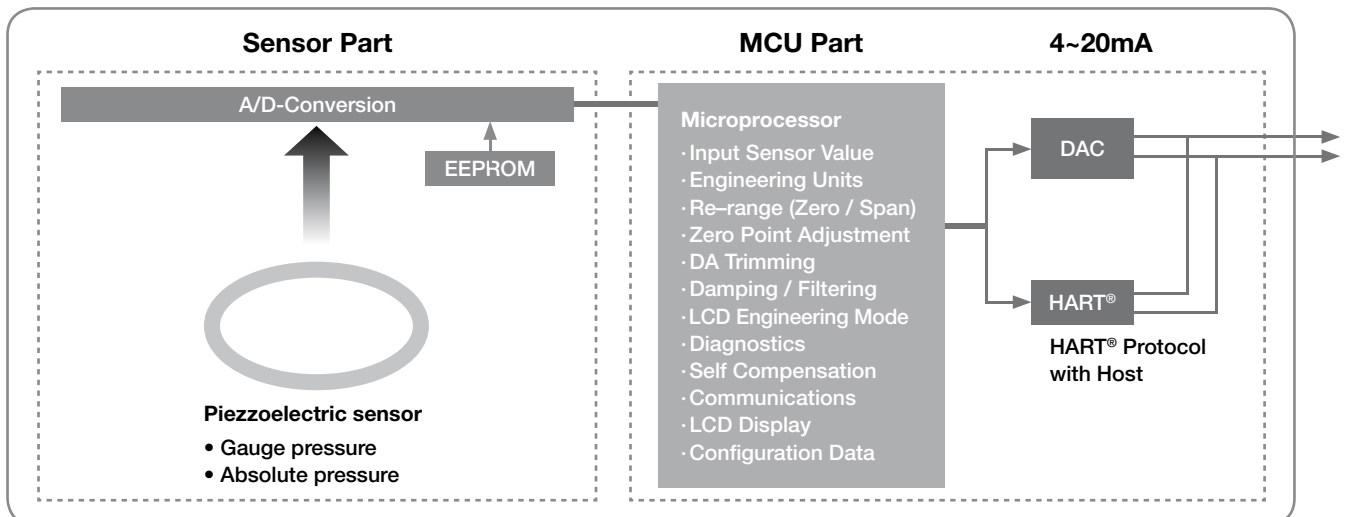 Sensor Part
MCU Part
4~20mA
A/D-Conversion
EEPROM
Piezzoelectric sensor
• Gauge pressure
• Absolute pressure
Microprocessor
·Input Sensor Value
·Engineering Units
·Re–range (Zero / Span)
·Zero Point Adjustment
·DA Trimming
·Damping / Filtering
·LCD Engineering Mode
·Diagnostics
·Self Compensation
·Communications
·LCD Display
·Configuration Data
DAC
HART®
HART® Protocol
with Host